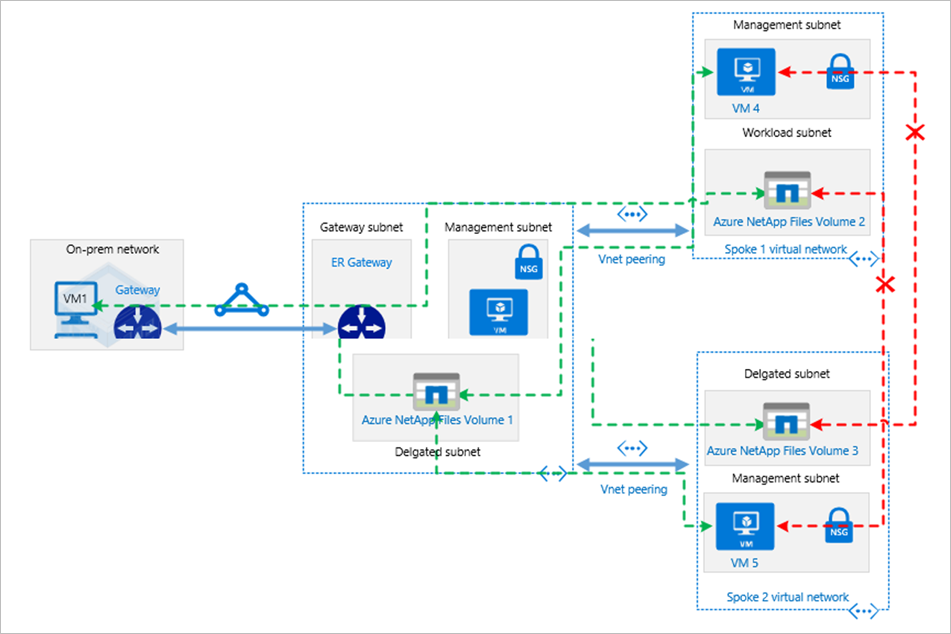 Management subnet
VM
NSG
VM 4
Workload subnet
Azure NetApp Files Volume 2
Spoke 1 virtual network
Vnet peering
On-prem network
VM1
Gateway
Gateway subnet
ER Gateway
Management subnet
NSG
VM
Azure NetApp Files Volume 1
Delgated subnet
Vnet peering
Delgated subnet
Azure NetApp Files Volume 3
Management subnet
VM
NSG
VM 5
Spoke 2 virtual network